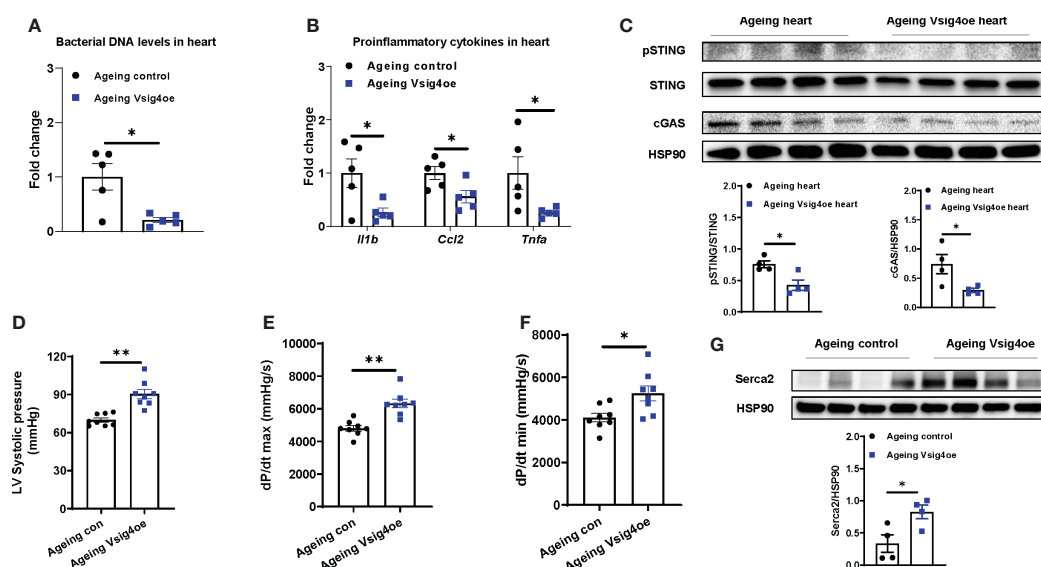 A
Bacterial DNA levels in heart
Ageing control
Ageing Vsig4oe
Fold change
3
2
1
0
*
B
Proinflammatory cytokines in heart
Ageing control
Ageing Vsig4oe
Fold change
3
2
1
0
*
*
*
Il1b
Ccl2
Tnfa
C
Ageing heart
Ageing Vsig4oe heart
pSTING
STING
cGAS
HSP90
Ageing heart
Ageing Vsig4oe heart
pSTING/STING
2.0
1.5
1.0
0.5
0.0
*
Ageing heart
Ageing Vsig4oe heart
cGAS/HSP90
2.0
1.5
1.0
0.5
0.0
*
D
LV Systolic pressure
(mmHg)
120
90
60
30
0
**
Ageing con
Ageing Vsig4oe
E
dP/dt max (mmHg/s)
10000
8000
6000
4000
2000
0
**
Ageing con
Ageing Vsig4oe
F
dP/dt min (mmHg/s)
8000
6000
4000
2000
0
*
Ageing con
Ageing Vsig4oe
G
Ageing control
Ageing Vsig4oe
Serca2
HSP90
Ageing control
Ageing Vsig4oe
Serca2/HSP90
2.0
1.5
1.0
0.5
0.0
*